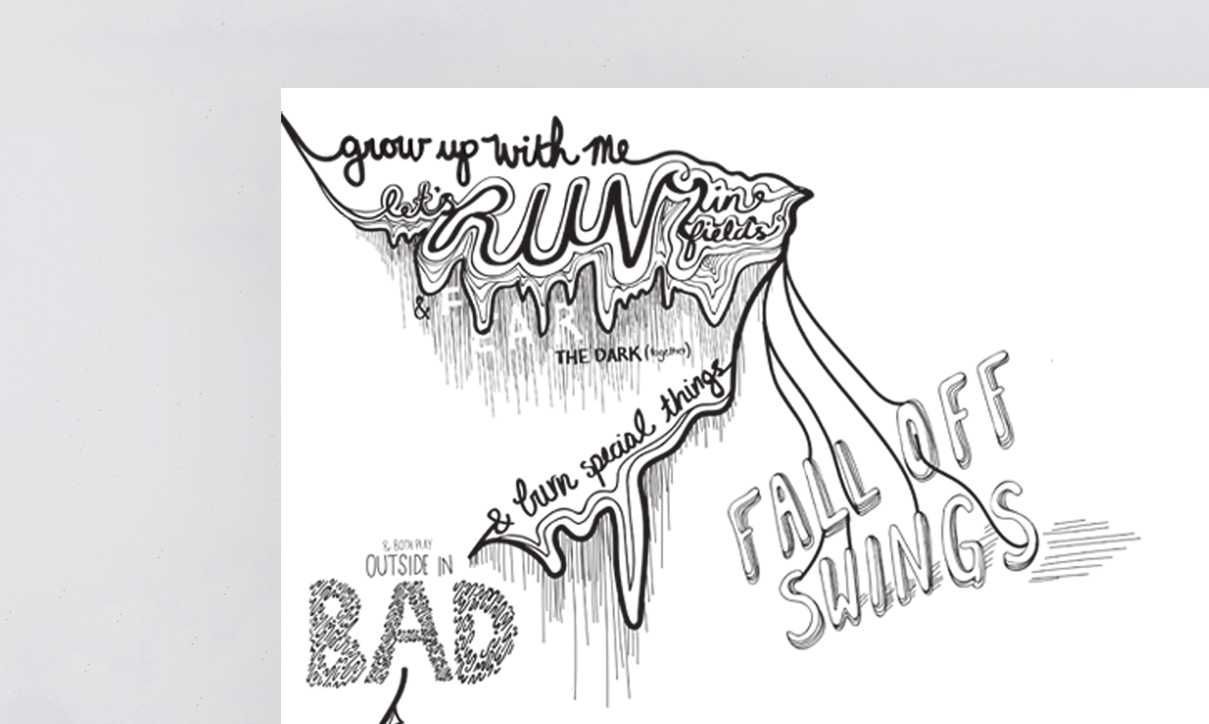 grow up with me
let's RUN in
fields
& FEAR
THE DARK (together)
& burn special things
FALL OFF
SWINGS
& BOTH PLAY
OUTSIDE IN
BAD